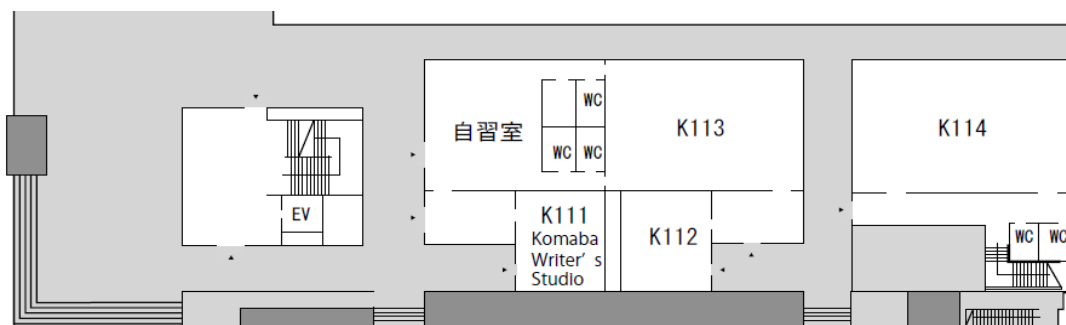 自習室
WC
WC
WC
K113
K114
EV
K111
Komaba
Writer's
Studio
K112
WC
WC